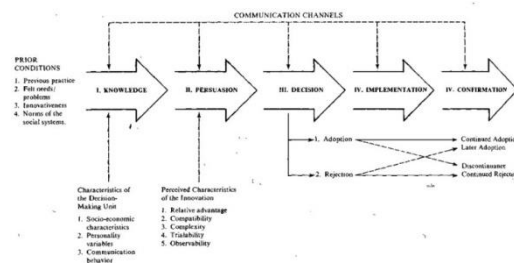 COMMUNICATION CHANNELS
PRIOR
CONDITIONS
1. Previous practice
2. Felt needs/
problems
3. Innovativeness
4. Norms of the
social systems.
I. KNOWLEDGE
II. PERSUASION
III. DECISION
IV. IMPLEMENTATION
IV. CONFIRMATION
1. Adoption
2. Rejection
Continued Adoption
Later Adoption
Discontinuance
Continued Rejection
Characteristics of
the Decision-
Making Unit
1. Socio-economic
characteristics
2. Personality
variables
3. Communication
behavior
Perceived Characteristics
of the Innovation
1. Relative advantage
2. Compatibility
3. Complexity
4. Trialability
5. Observability